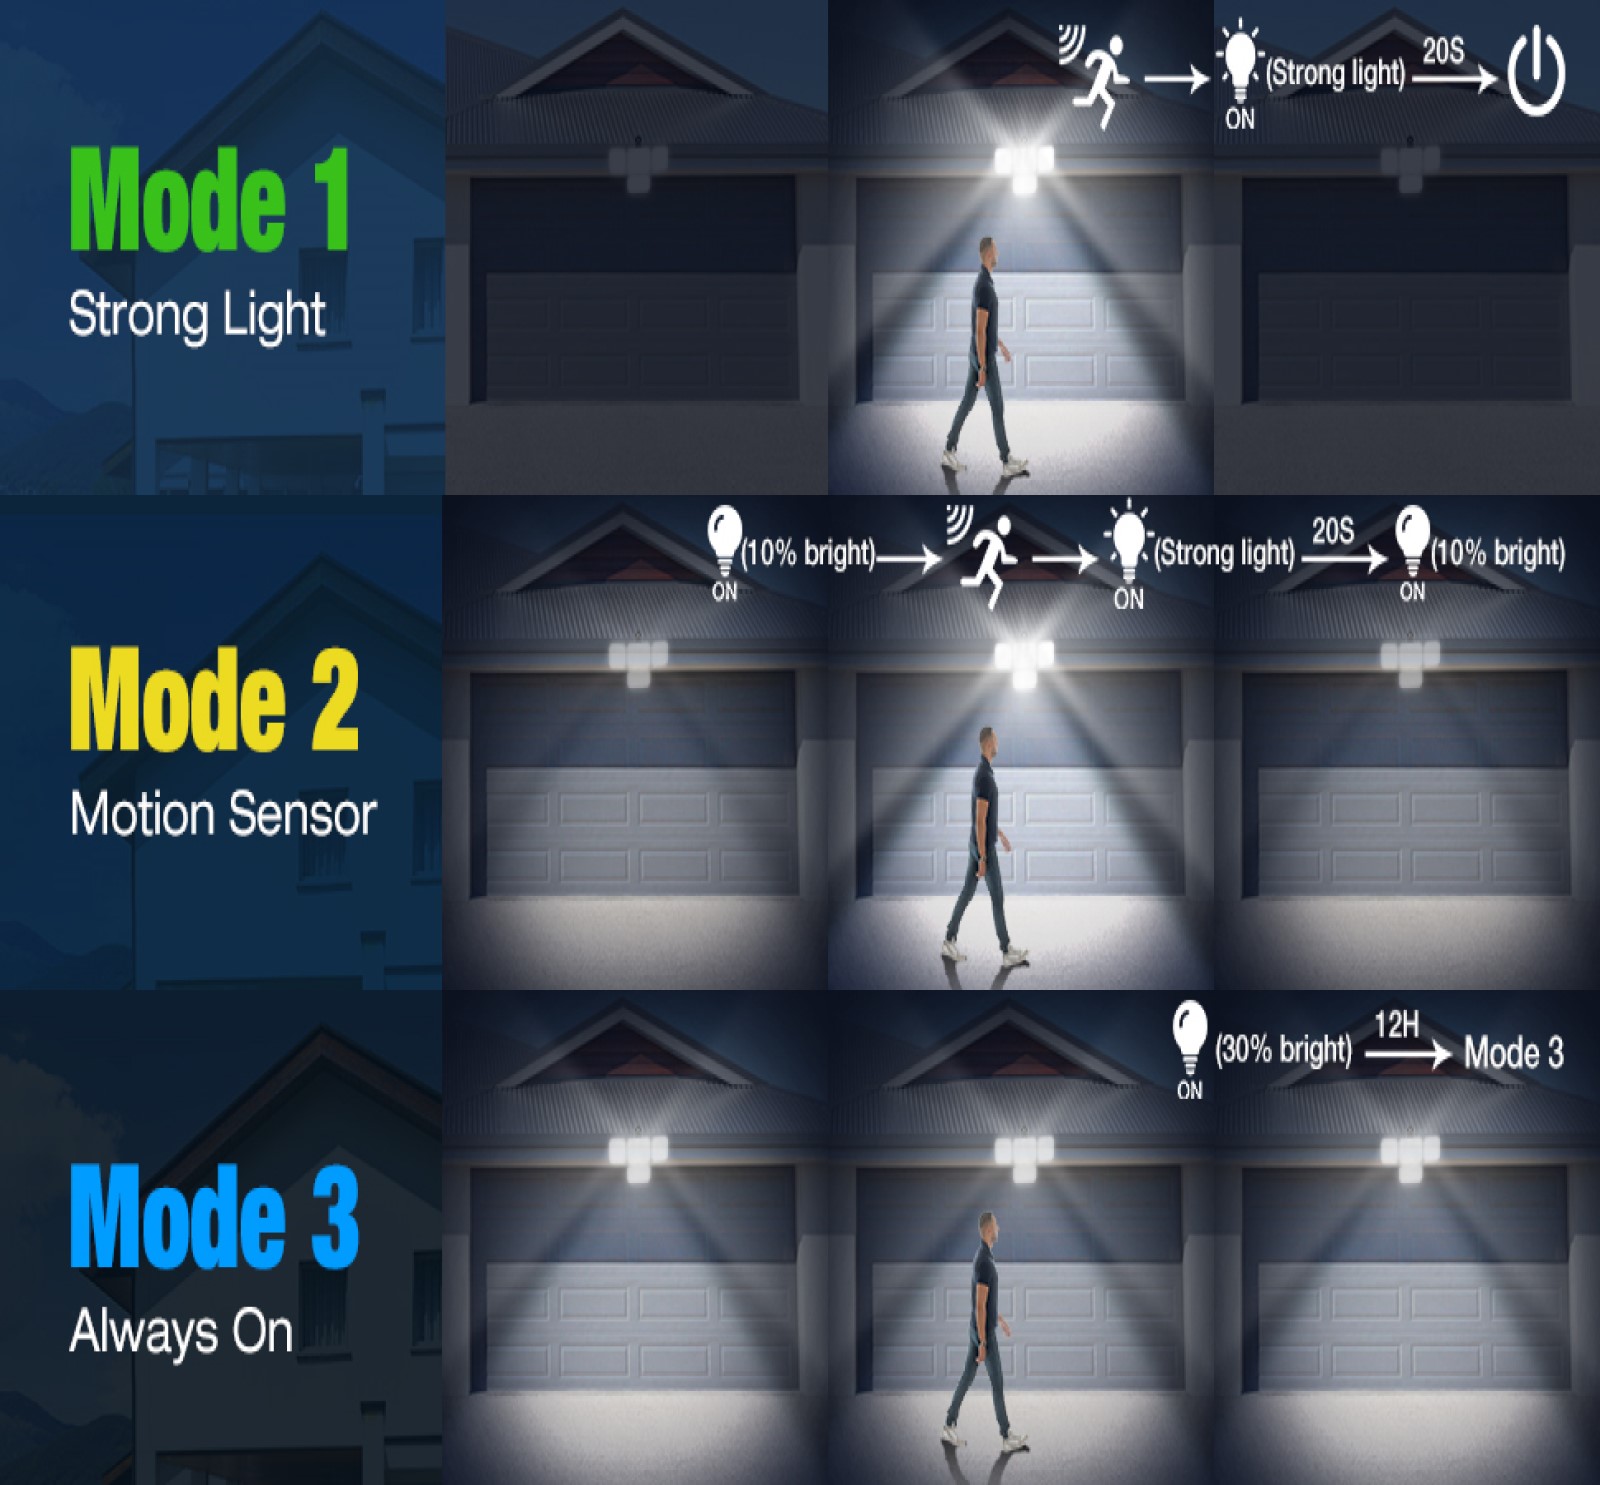 Mode 1
Strong Light
ON
(Strong light)
20S
Mode 2
Motion Sensor
ON
(10% bright)
ON
(Strong light)
20S
ON
(10% bright)
Mode 3
Always On
ON
(30% bright)
12H
Mode 3